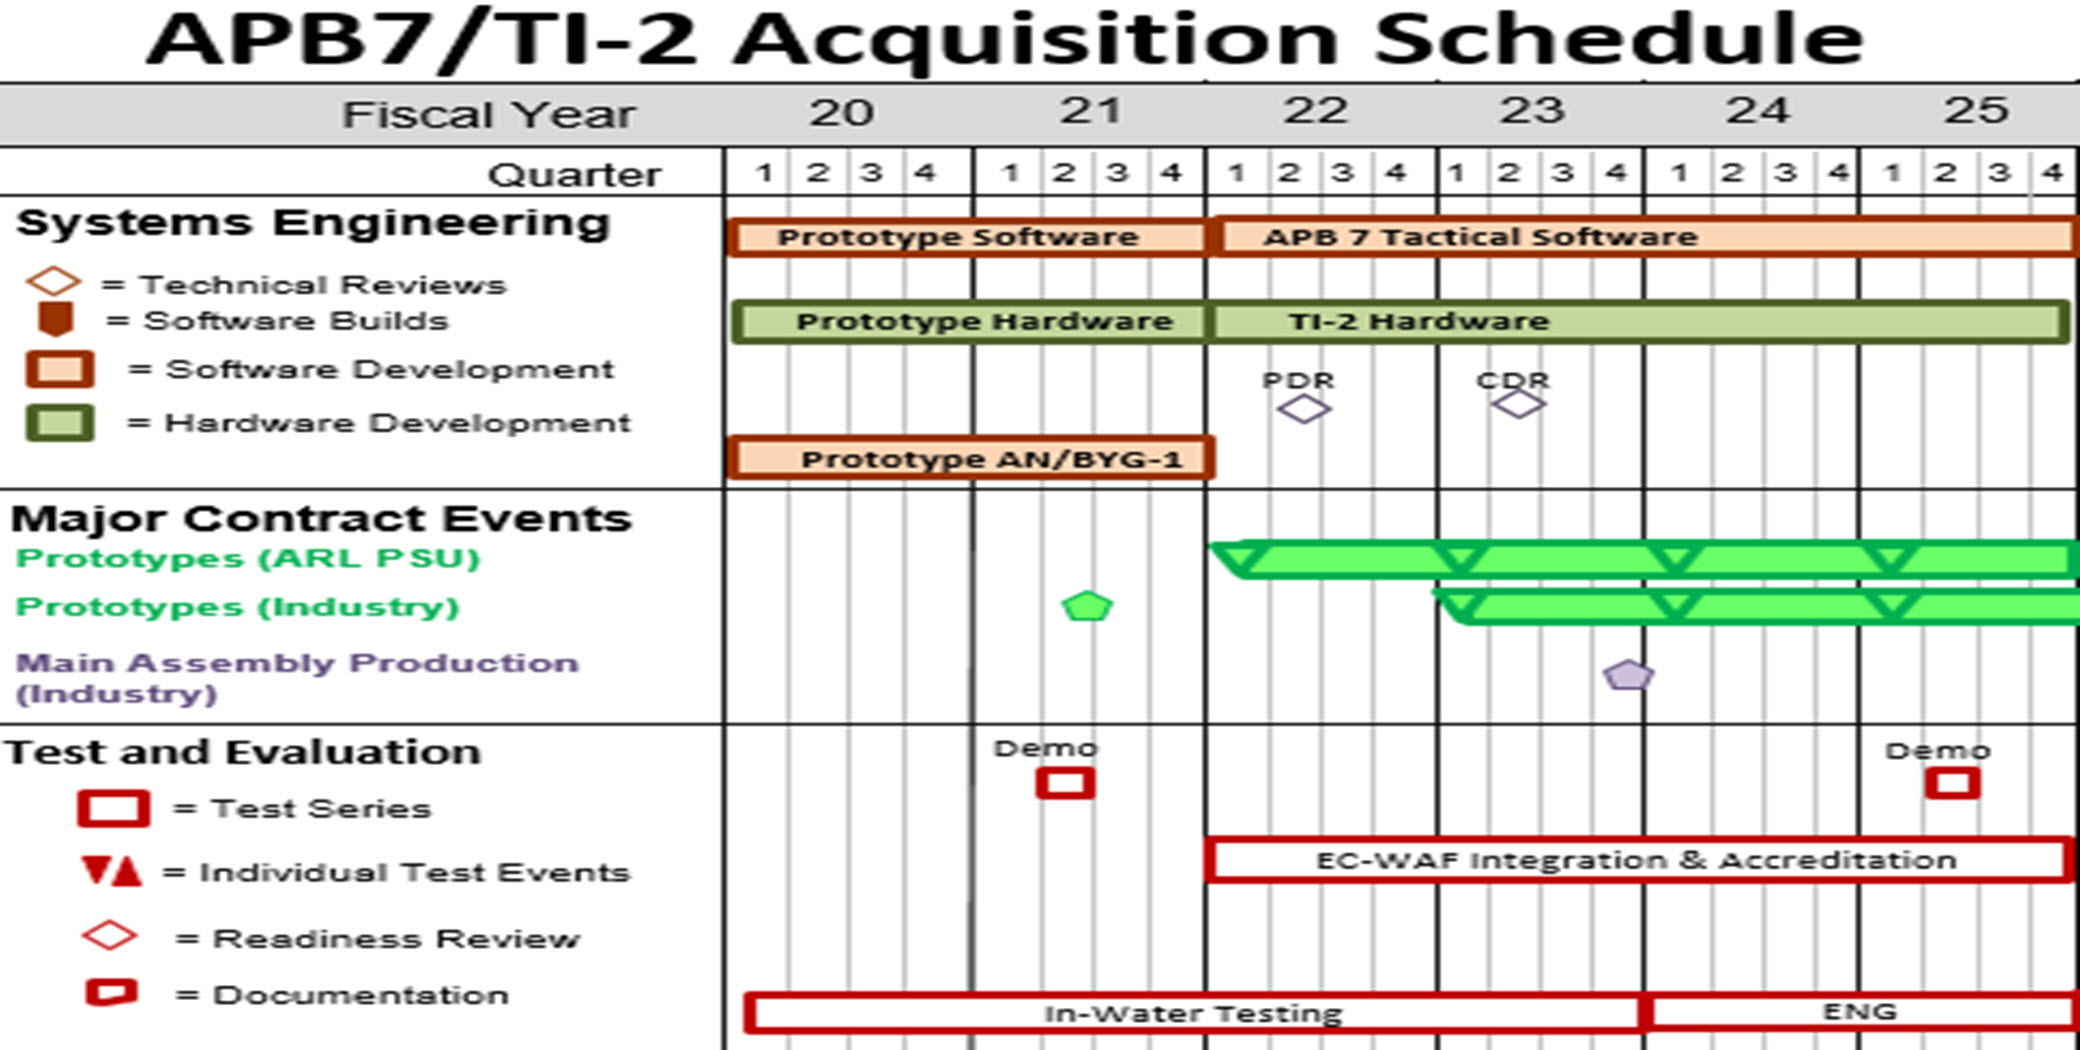 APB7/TI-2 Acquisition Schedule
Fiscal Year 20 21 22 23 24 25
Quarter 1 2 3 4 1 2 3 4 1 2 3 4 1 2 3 4 1 2 3 4 1 2 3 4
Systems Engineering
Prototype Software APB 7 Tactical Software
= Technical Reviews
= Software Builds
Prototype Hardware TI-2 Hardware
= Software Development
PDR CDR
= Hardware Development
Prototype AN/BYG-1
Major Contract Events
Prototypes (ARL PSU)
Prototypes (Industry)
Main Assembly Production
(Industry)
Test and Evaluation
Demo Demo
= Test Series
EC-WAF Integration & Accreditation
= Individual Test Events
= Readiness Review
= Documentation
In-Water Testing ENG